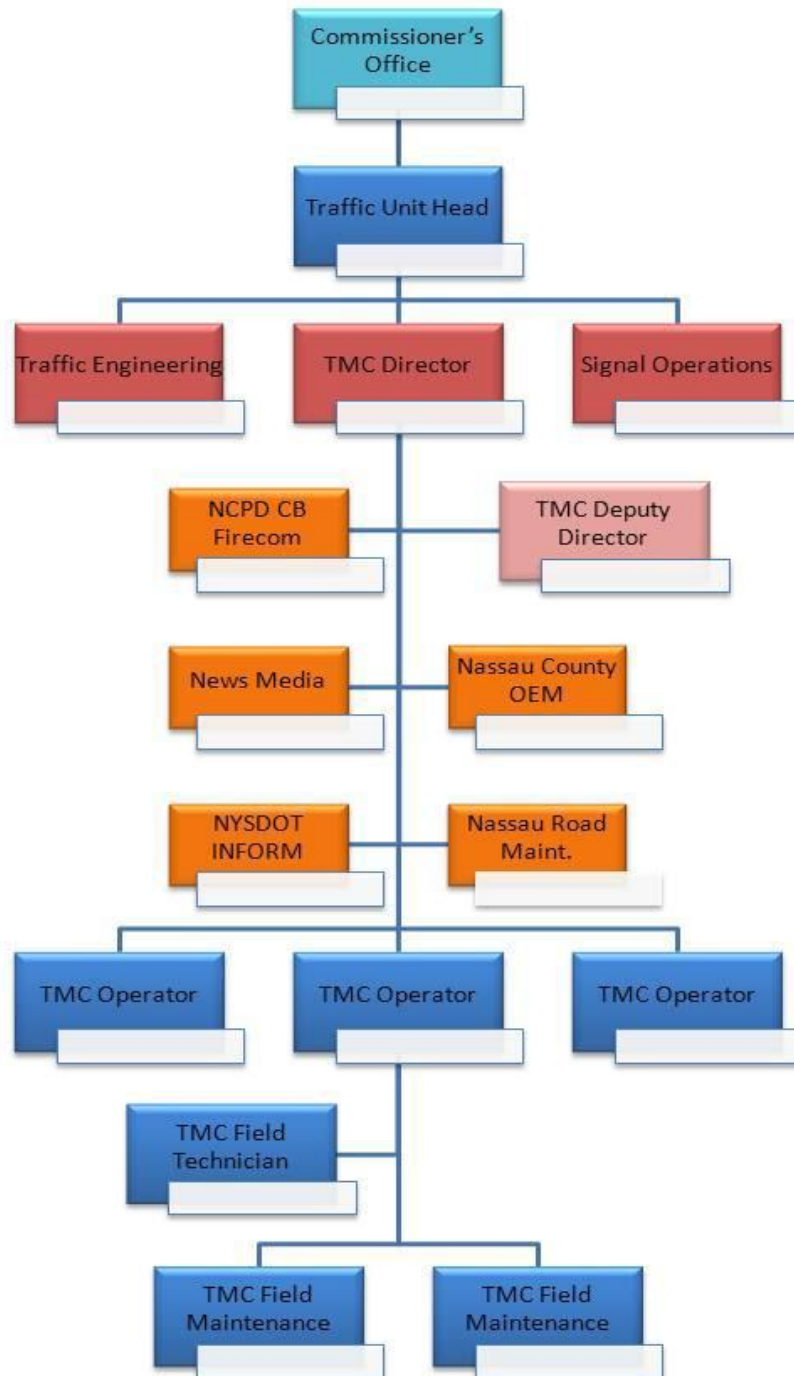 Commissioner’s
Office
Traffic Unit Head
Traffic Engineering
TMC Director
Signal Operations
NCPD CB
Firecom
TMC Deputy
Director
News Media
Nassau County
OEM
NYSDOT
INFORM
Nassau Road
Maint.
TMC Operator
TMC Operator
TMC Operator
TMC Field
Technician
TMC Field
Maintenance
TMC Field
Maintenance